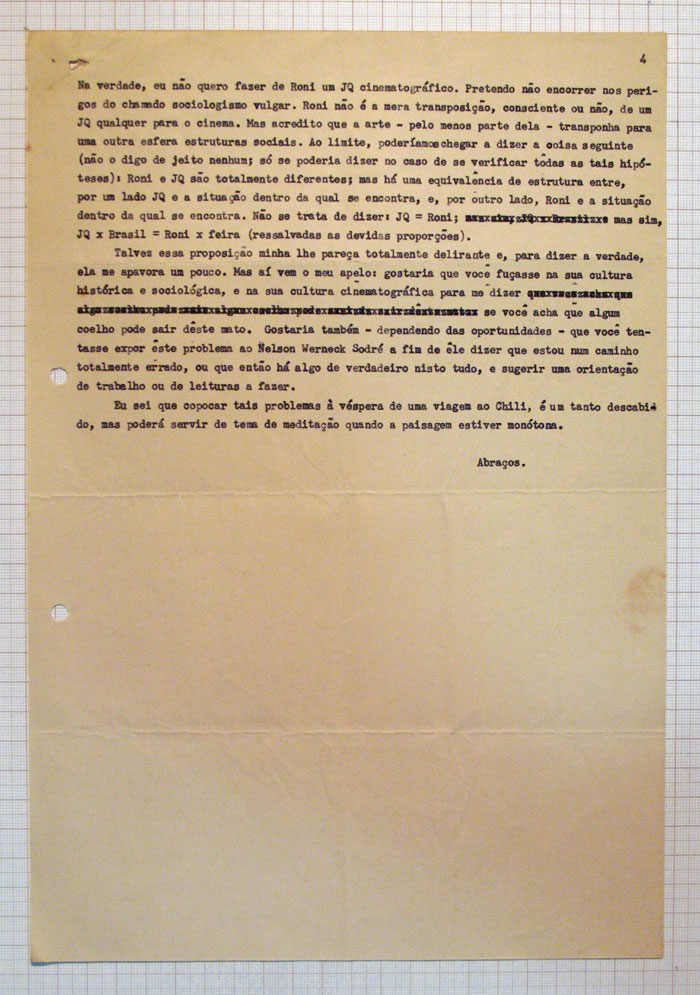 4
Na verdade, eu não quero fazer de Roni um JQ cinematográfico. Pretendo não encorrer nos peri-
gos do chamado sociologismo vulgar. Roni não é a mera transposição, consciente ou não, de um
JQ qualquer para o cinema. Mas acredito que a arte - pelo menos parte dela - transponha para
uma outra esfera estruturas sociais. Ao limite, poderíamoschegar a dizer a coisa seguinte
(não o digo de jeito nenhum; só se poderia dizer no caso de se verificar tôdas as tais hipó-
teses): Roni e JQ são totalmente diferentes; mas há uma equivalência de estrutura entre,
por um lado JQ e a situação dentro da qual se encontra, e, por outro lado, Roni e a situação
dentro da qual se encontra. Não se trata de dizer: JQ = Roni; mas sim,
JQ x Brasil = Roni x feira (ressalvadas as devidas proporções).
Talvez essa proposição minha lhe pareça totalmente delirante e, para dizer a verdade,
ela me apavora um pouco. Mas aí vem o meu apelo: gostaria que você fuçasse na sua cultura
histórica e sociológica, e na sua cultura cinematográfica para me dizer
se você acha que algum
coelho pode sair dêste mato. Gostaria também - dependendo das oportunidades - que você ten-
tasse expor êste problema ao Nelson Werneck Sodré a fim de êle dizer que estou num caminho
totalmente errado, ou que então há algo de verdadeiro nisto tudo, e sugerir uma orientação
de trabalho ou de leituras a fazer.
Eu sei que copocar tais problemas à véspera de uma viagem ao Chili, é um tanto descabi-
do, mas poderá servir de tema de meditação quando a paisagem estiver monótona.
Abraços.